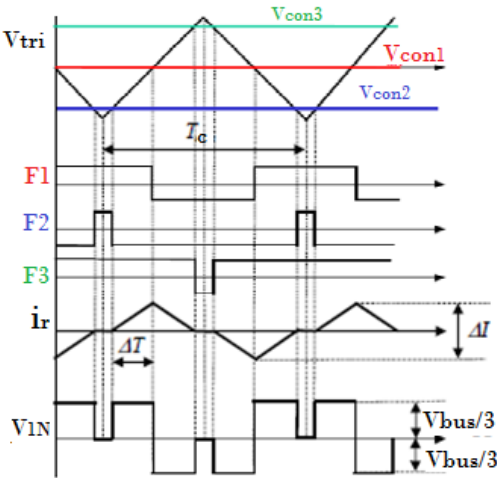 Vcon3
Vtri
Vcon1
Vcon2
Tc
F1
F2
F3
ir
ΔT
ΔI
V1N
Vbus/3
Vbus/3